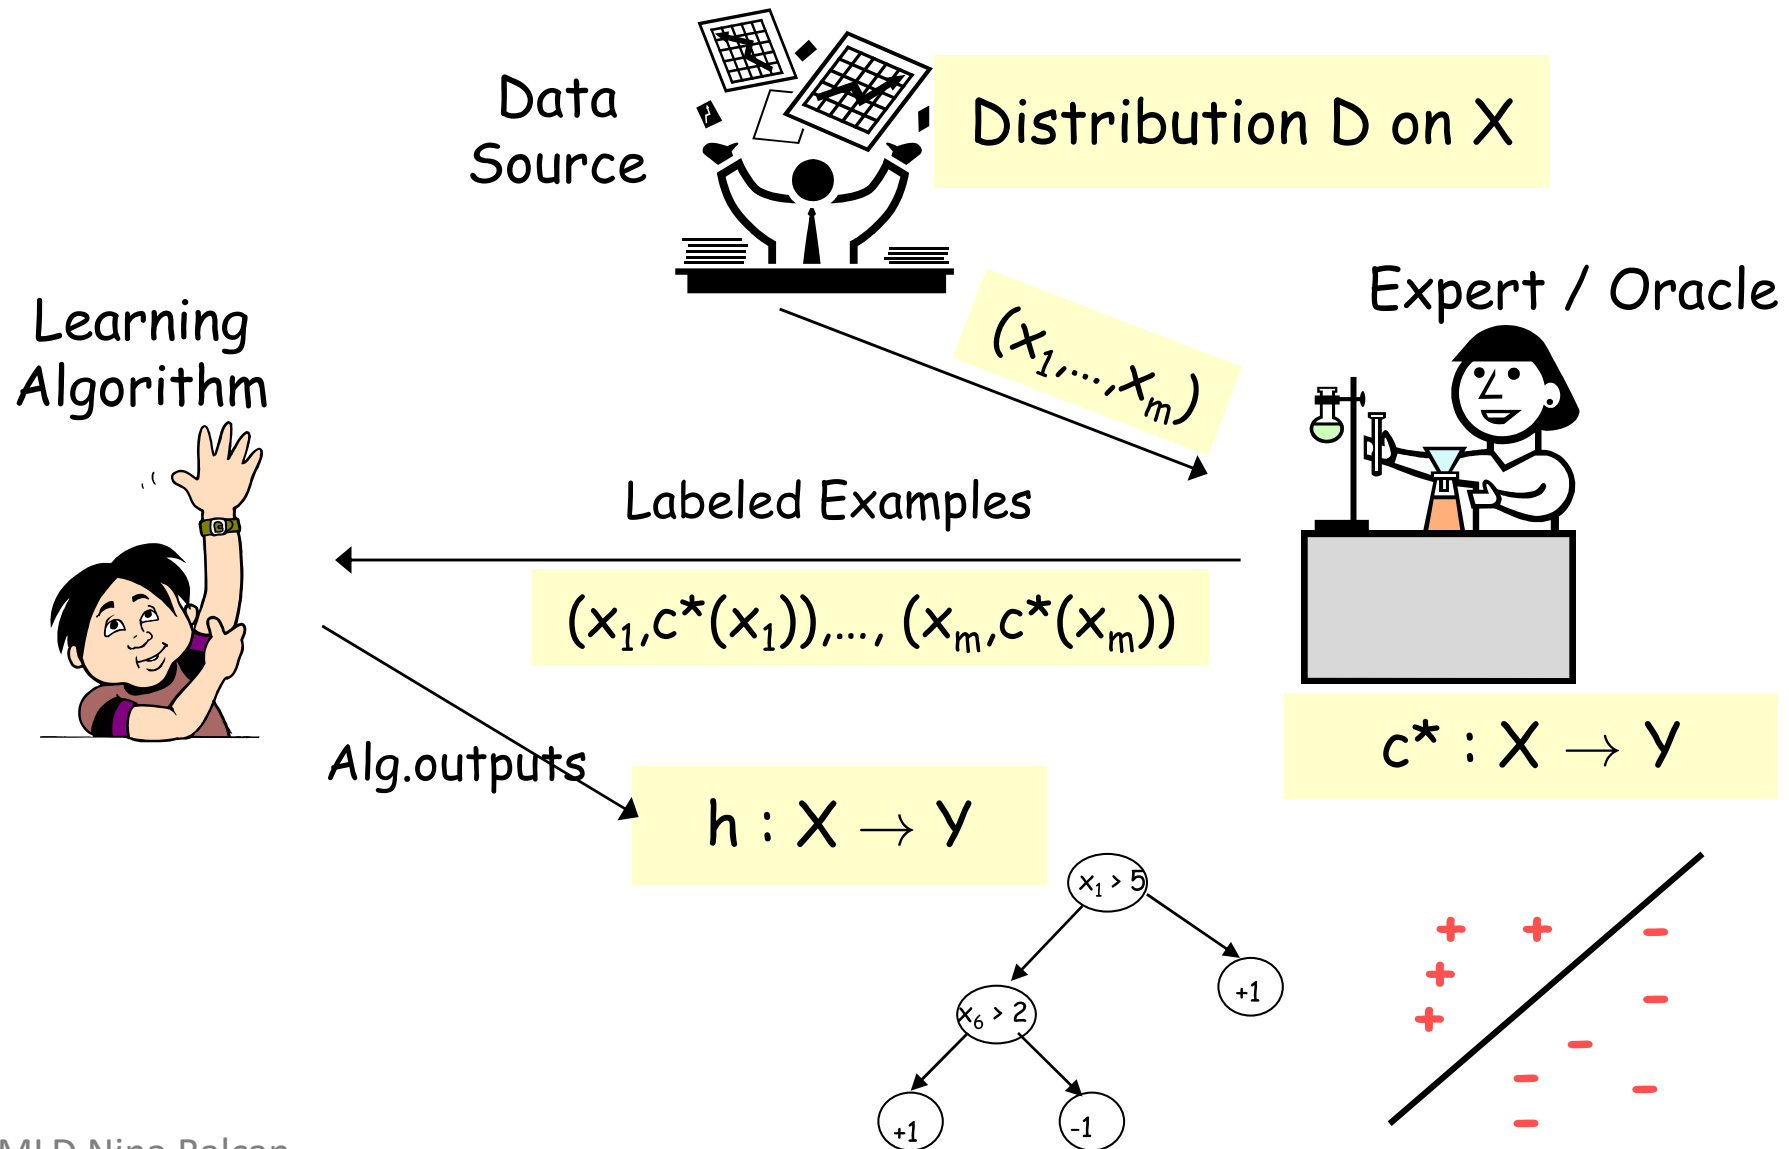 Data
Source
Distribution D on X
Expert / Oracle
Learning
Algorithm
(x₁,...,xₘ)
Labeled Examples
(x₁,c*(x₁)),..., (xₘ,c*(xₘ))
c* : X → Y
Alg.outputs
h : X → Y
x₁ > 5
+1
x₆ > 2
+1
-1
+ + -
+
-
+
-
-
-
-